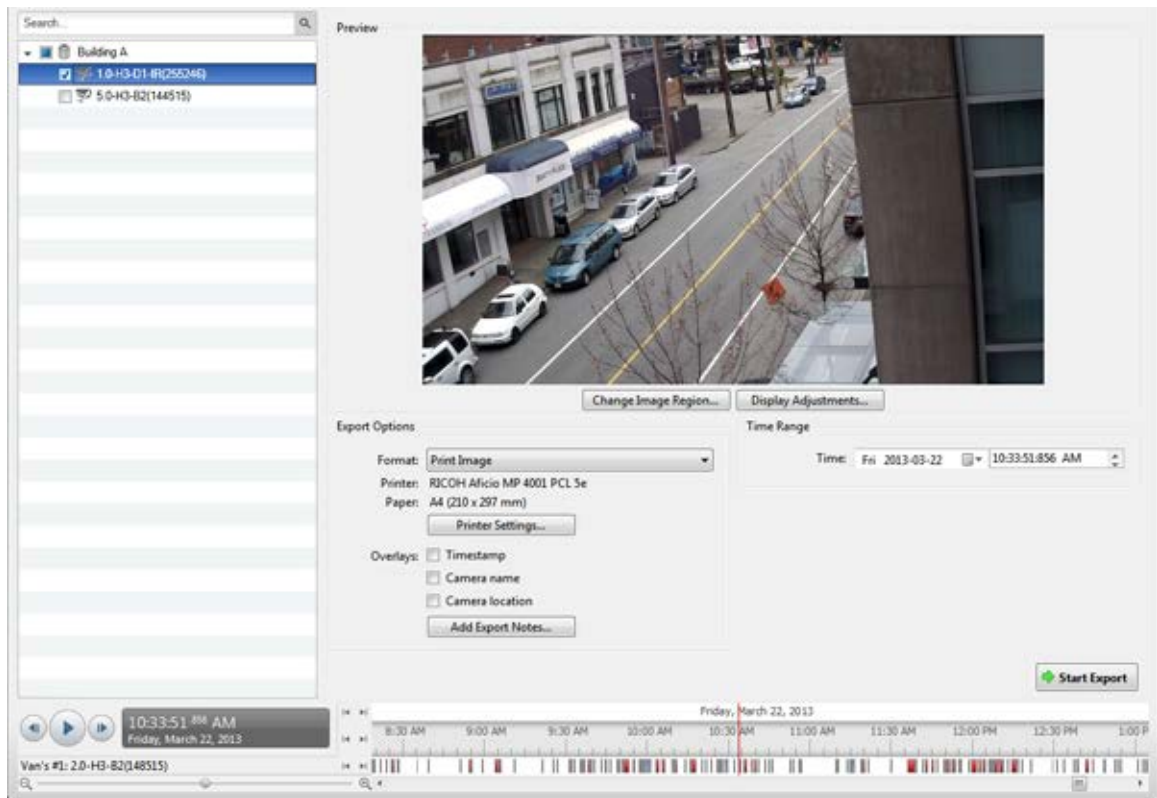 Search...
Building A
1.0-H3-D1-IR(255246)
5.0-H3-B2(144515)
Preview
Change Image Region...
Display Adjustments...
Export Options
Format: Print Image
Printer: RICOH Aficio MP 4001 PCL 5e
Paper: A4 (210 x 297 mm)
Printer Settings...
Overlays: Timestamp
Camera name
Camera location
Add Export Notes...
Time Range
Time: Fri 2013-03-22 10:33:51:856 AM
Start Export
10:33:51 856 AM
Friday, March 22, 2013
Friday, March 22, 2013
8:30 AM 9:00 AM 9:30 AM 10:00 AM 10:30 AM 11:00 AM 11:30 AM 12:00 PM 12:30 PM 1:00 P
Van's #1: 2.0-H3-B2(148515)